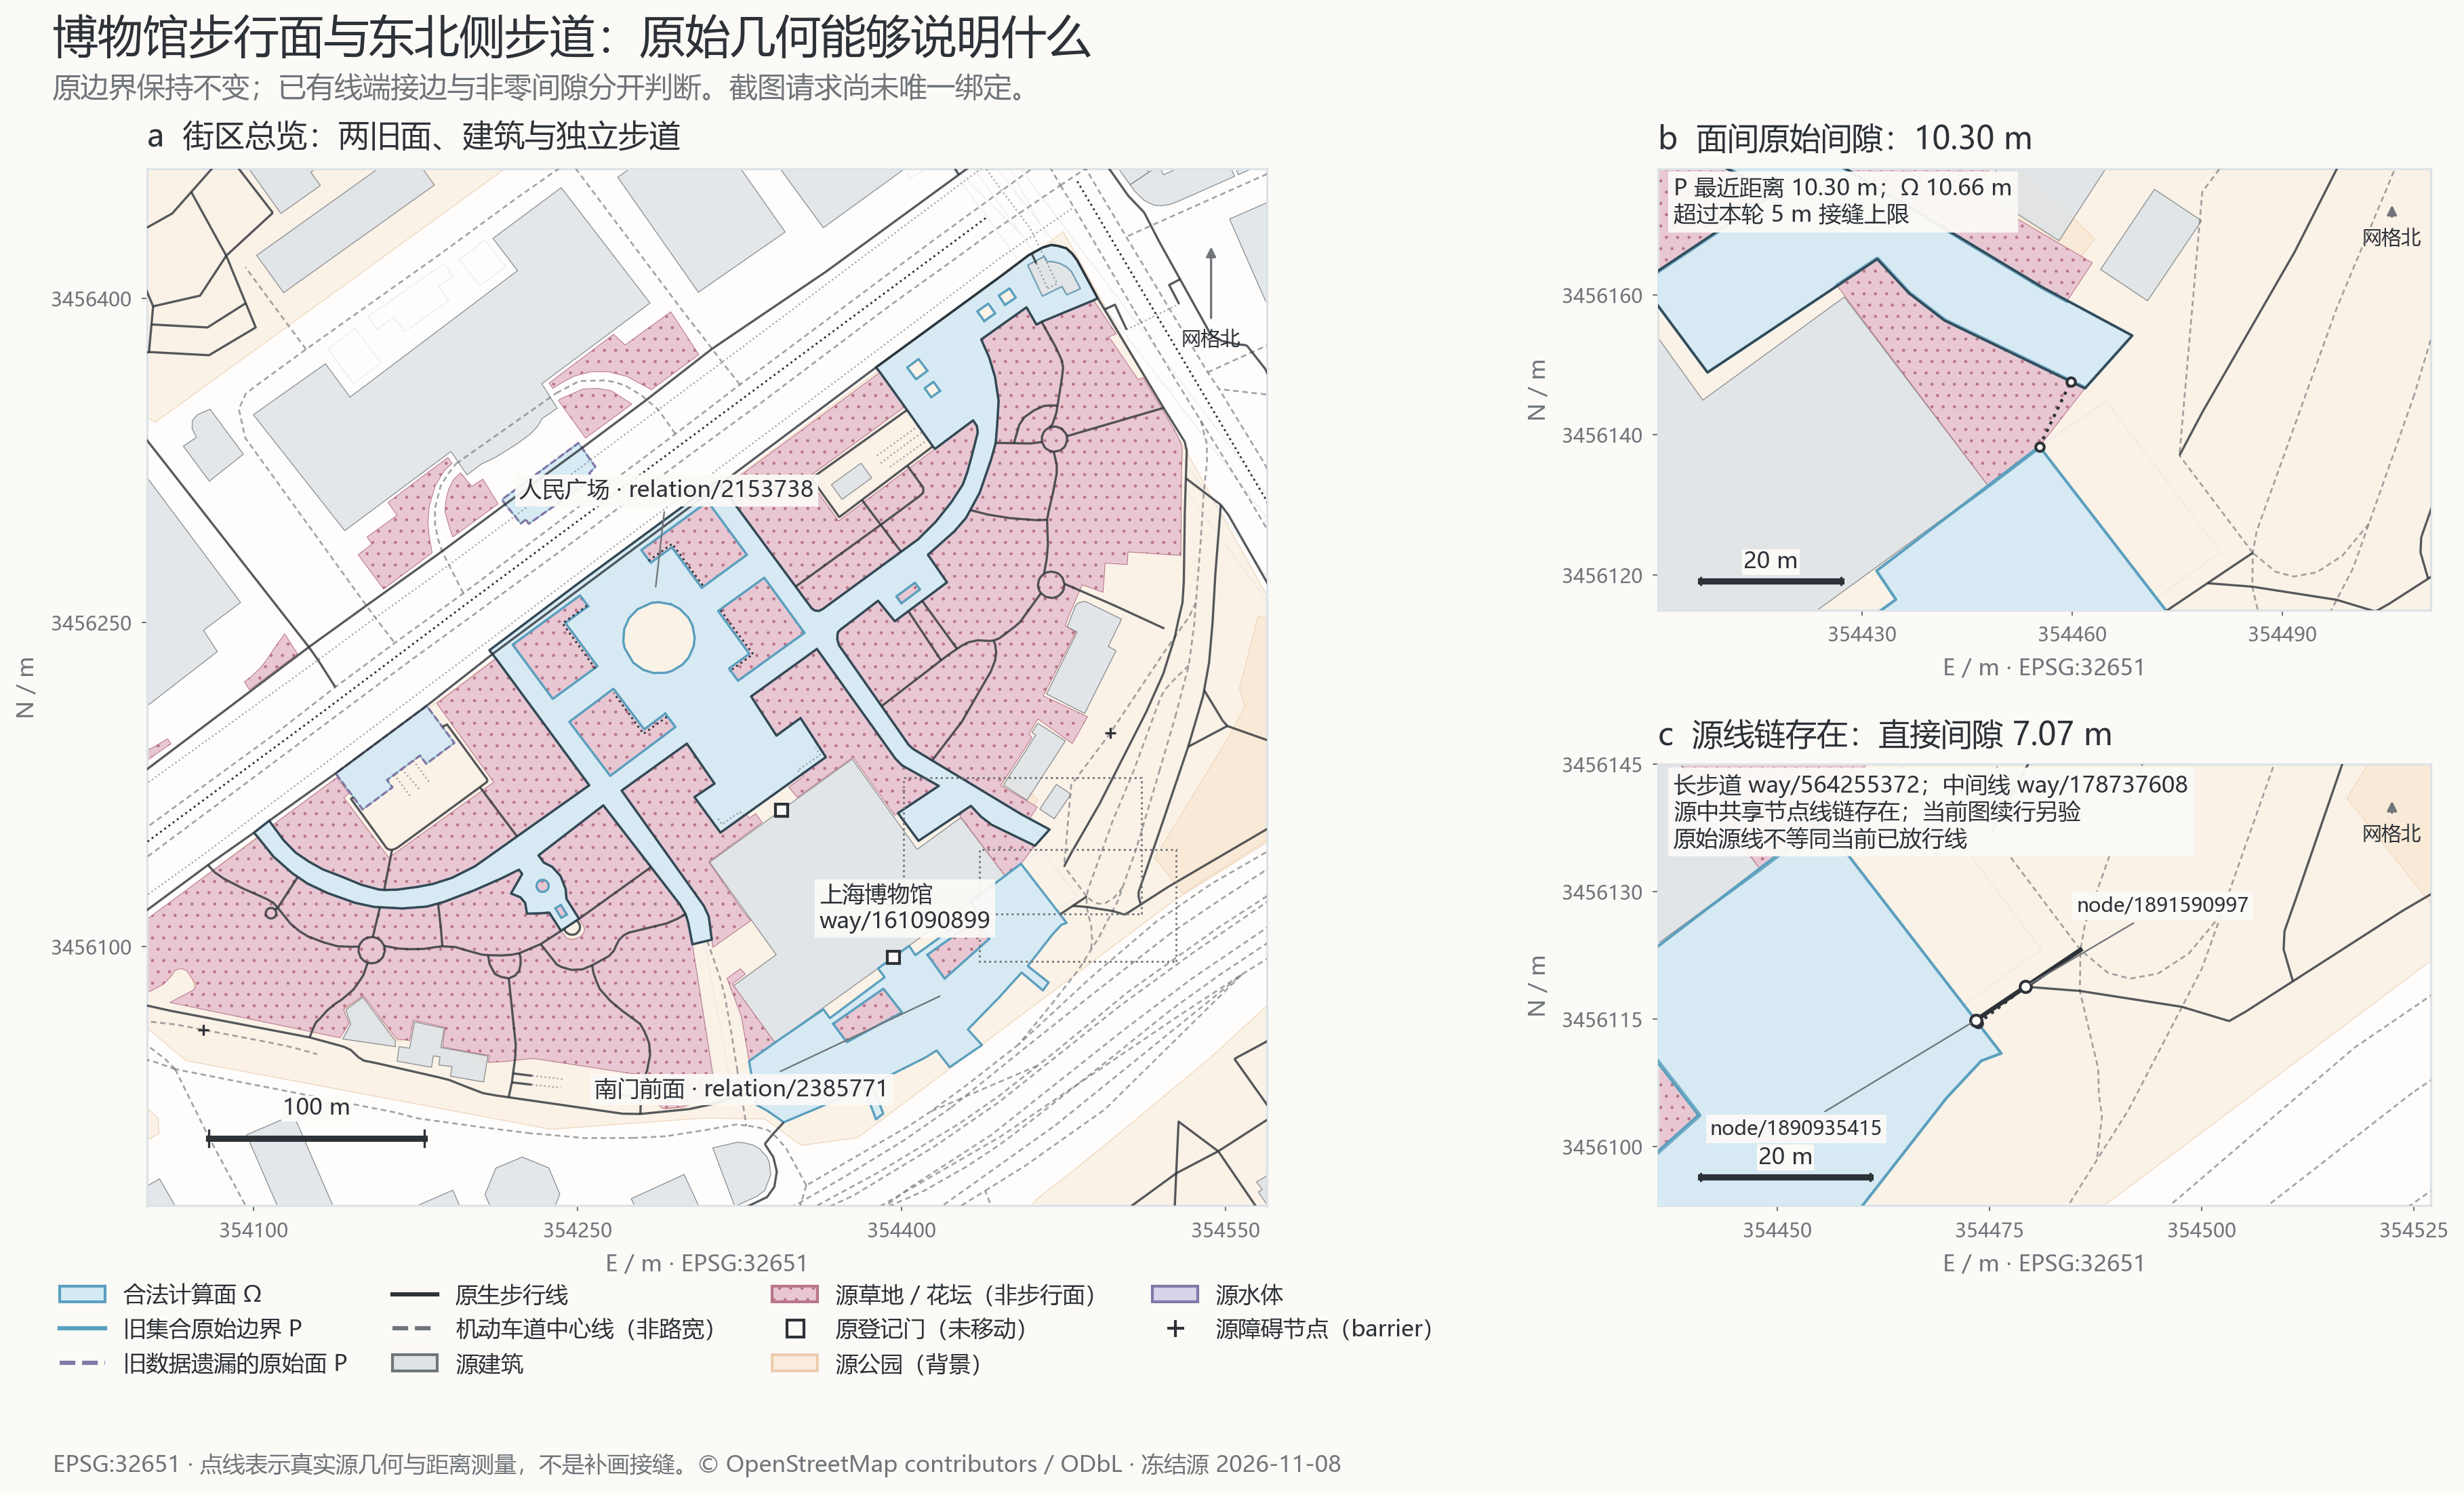 博物馆步行面与东北侧步道：原始几何能够说明什么
原边界保持不变；已有线端接边与非零间隙分开判断。截图请求尚未唯一绑定。
a 街区总览：两旧面、建筑与独立步道
3456400
3456250
3456100
N / m
网格北
人民广场 · relation/2153738
上海博物馆
way/161090899
南门前面 · relation/2385771
100 m
354100
354250
354400
354550
E / m · EPSG:32651
b 面间原始间隙：10.30 m
P 最近距离 10.30 m；Ω 10.66 m
超过本轮 5 m 接缝上限
网格北
3456160
3456140
3456120
N / m
20 m
354430
354460
354490
E / m · EPSG:32651
c 源线链存在：直接间隙 7.07 m
长步道 way/564255372；中间线 way/178737608
源中共享节点线链存在；当前图续行另验
原始源线不等同当前已放行线
网格北
3456145
3456130
3456115
3456100
N / m
node/1891590997
node/1890935415
20 m
354450
354475
354500
354525
E / m · EPSG:32651
合法计算面 Ω
旧集合原始边界 P
旧数据遗漏的原始面 P
原生步行线
机动车道中心线（非路宽）
源建筑
源草地 / 花坛（非步行面）
原登记门（未移动）
源公园（背景）
源水体
源障碍节点（barrier）
EPSG:32651 · 点线表示真实源几何与距离测量，不是补画接缝。© OpenStreetMap contributors / ODbL · 冻结源 2026-11-08